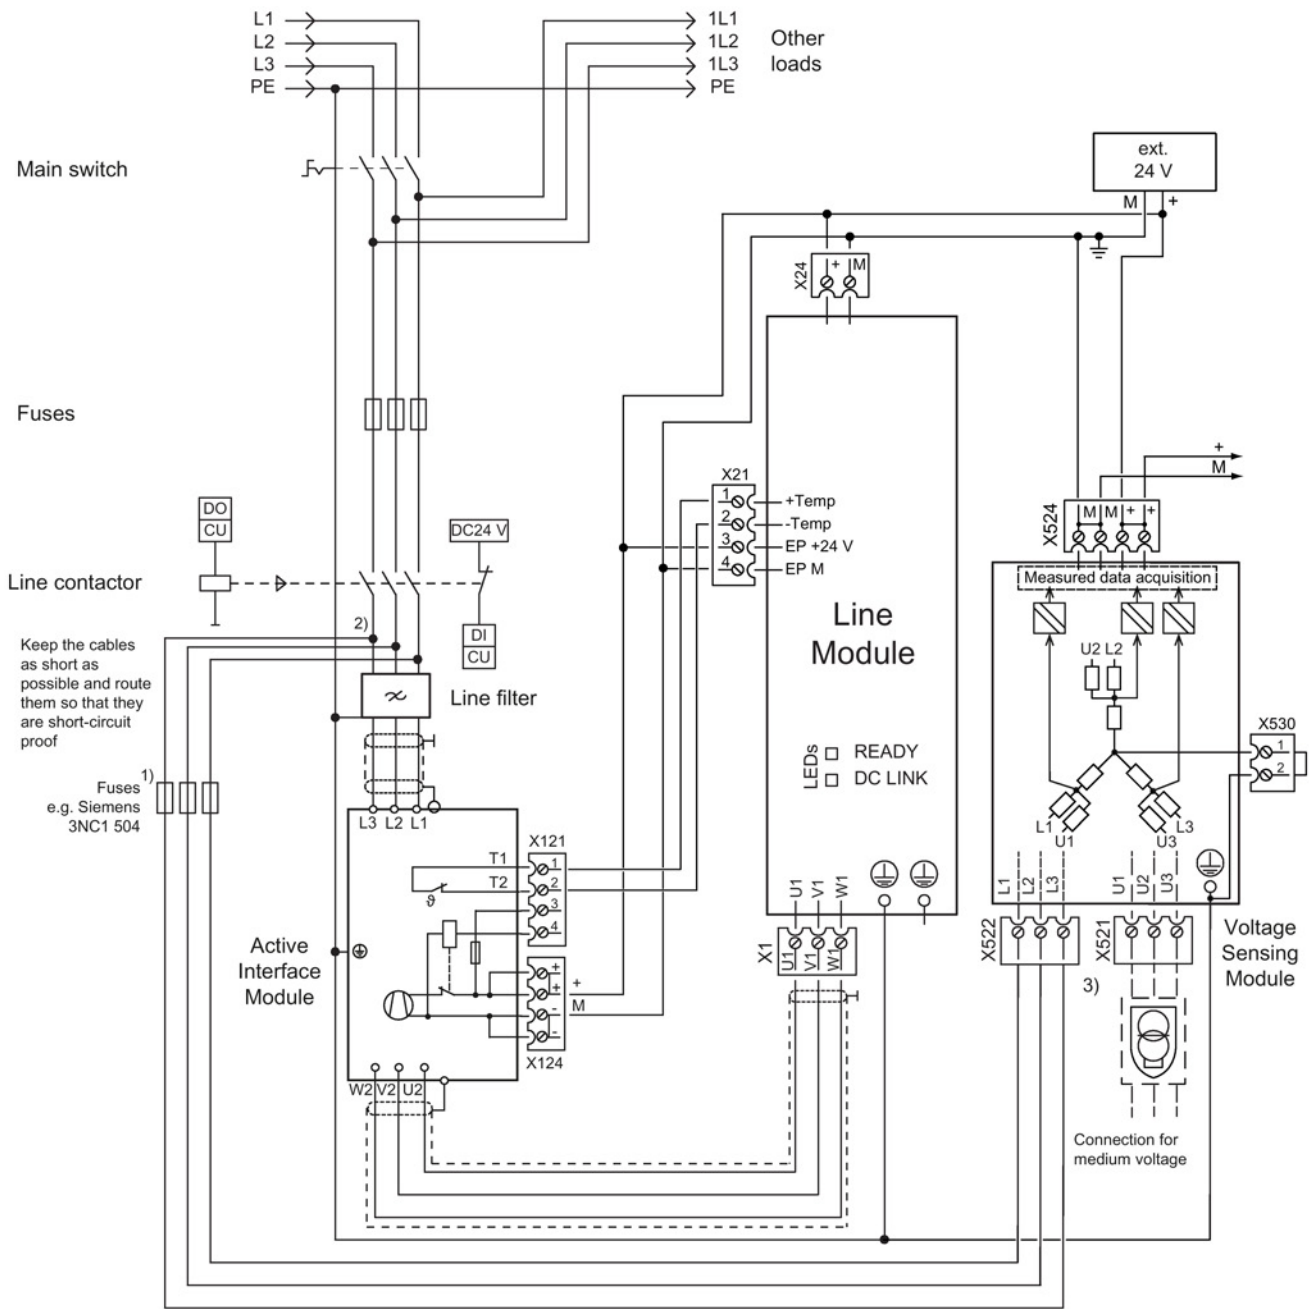 L1
L2
L3
PE
1L1
1L2
1L3
PE
Other
loads
Main switch
ext.
24 V
M
+
X24
+
M
Fuses
X21
1
2
3
4
+Temp
-Temp
EP +24 V
EP M
+
M
X524
M
M
+
+
DO
CU
DC24 V
Line contactor
2)
DI
CU
Measured data acquisition
Line
Module
Keep the cables
as short as
possible and route
them so that they
are short-circuit
proof
Line filter
U2
L2
X530
1
2
LEDs
READY
DC LINK
1)
Fuses
e.g. Siemens
3NC1 504
L3
L2
L1
L1
U1
U3
L3
X121
1
2
3
4
T1
T2
ϑ
U1
V1
W1
L1
L2
L3
U1
U2
U3
X1
U1
V1
W1
X522
X521
Voltage
Sensing
Module
Active
Interface
Module
+
+
-
-
+
M
X124
3)
W2
V2
U2
Connection for
medium voltage